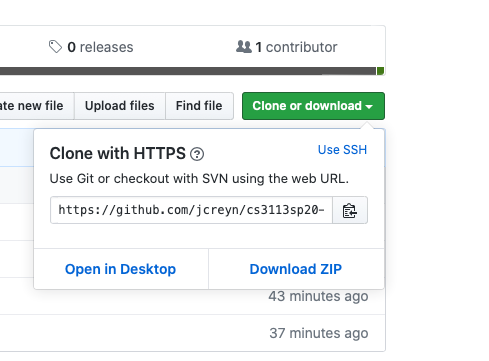 0 releases
1 contributor
ate new file
Upload files
Find file
Clone or download
Clone with HTTPS
Use SSH
Use Git or checkout with SVN using the web URL.
https://github.com/jcreyn/cs3113sp20-
Open in Desktop
Download ZIP
43 minutes ago
37 minutes ago